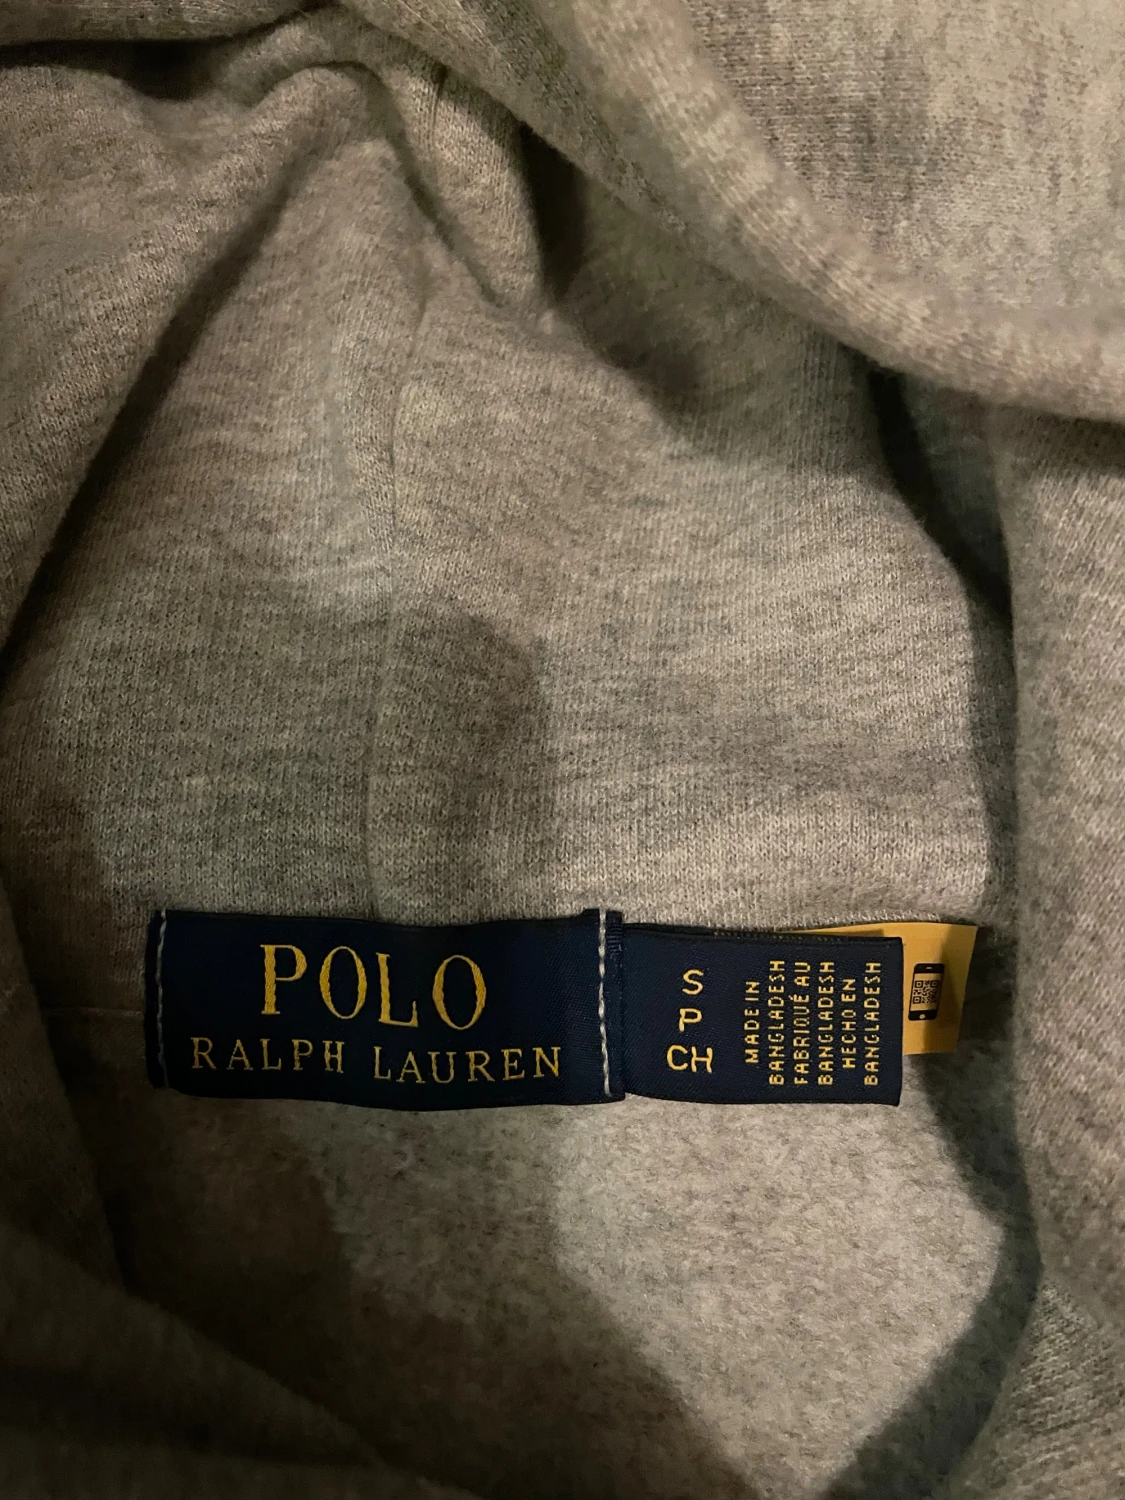 POLO
RALPH LAUREN
S
P
CH
MADE IN
BANGLADESH
FABRIQUÉ AU
BANGLADESH
HECHO EN
BANGLADESH